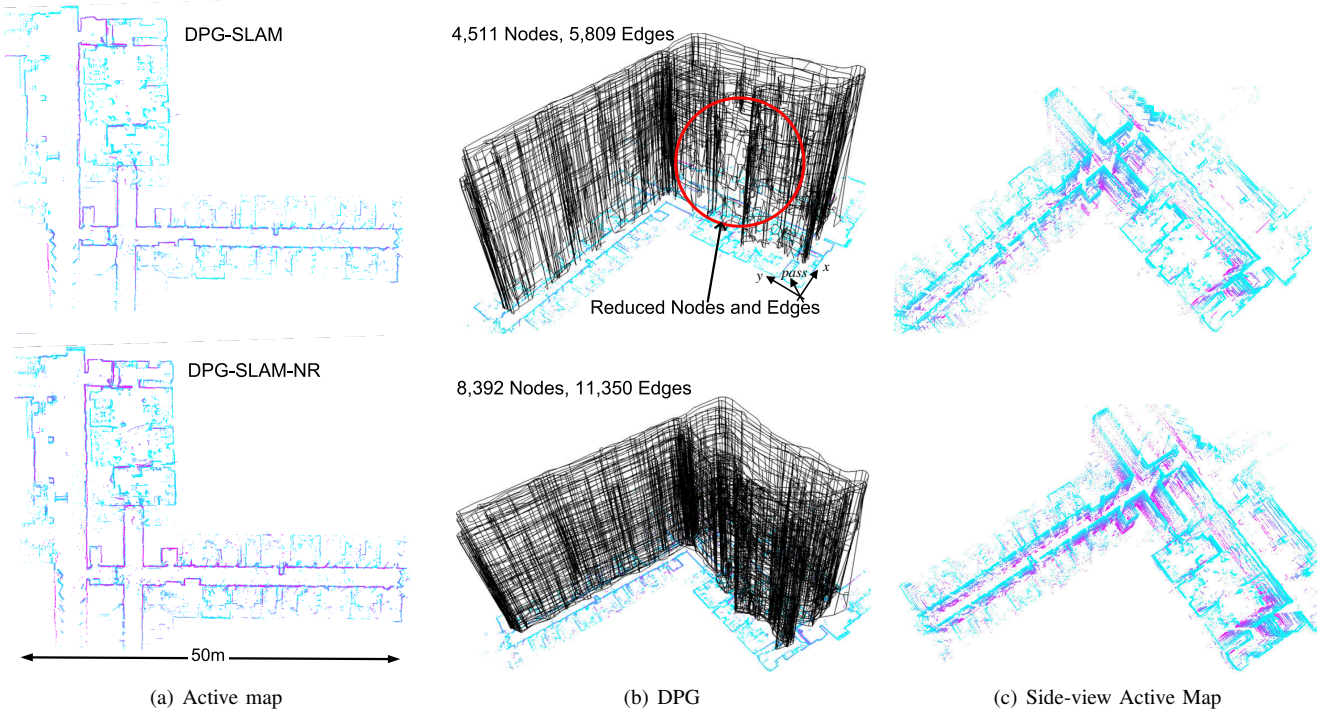 DPG-SLAM
4,511 Nodes, 5,809 Edges
y pass x
Reduced Nodes and Edges
DPG-SLAM-NR
8,392 Nodes, 11,350 Edges
50m
(a) Active map
(b) DPG
(c) Side-view Active Map